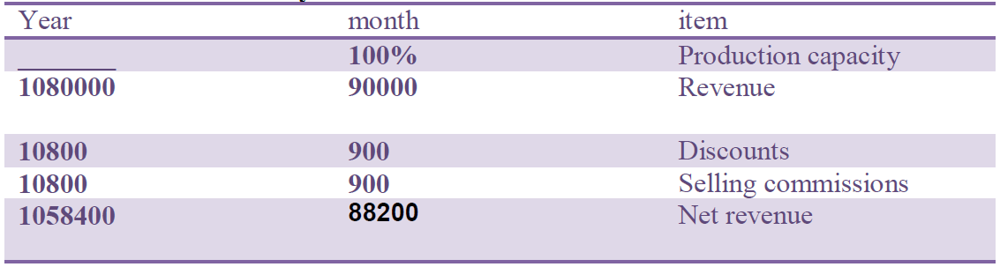 Year month item
________ 100% Production capacity
1080000 90000 Revenue
10800 900 Discounts
10800 900 Selling commissions
1058400 88200 Net revenue